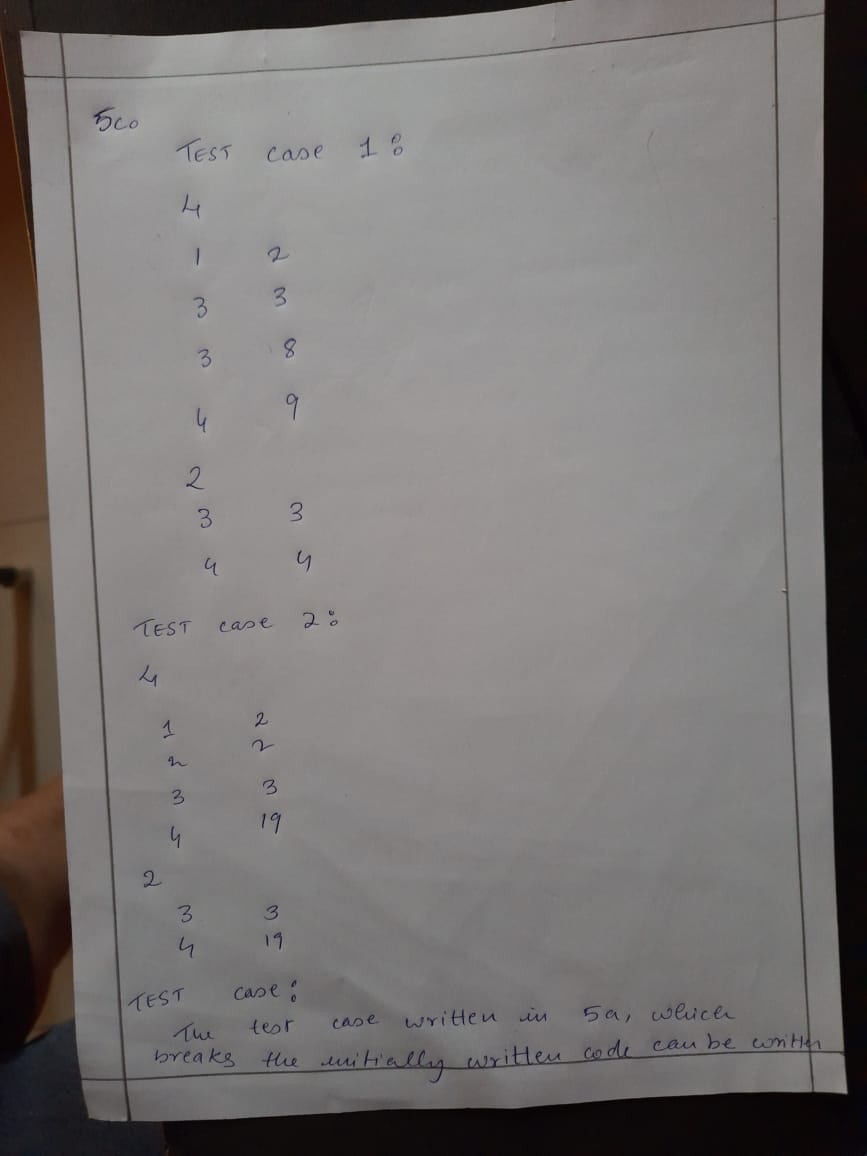 5c.
TEST case 1:
4
1 2
3 3
3 8
4 9
2
3 3
4 4
TEST case 2:
4
1 2
2 2
3 3
4 19
2
3 3
4 19
TEST case:
The test case written in 5a, which
breaks the initially written code can be written